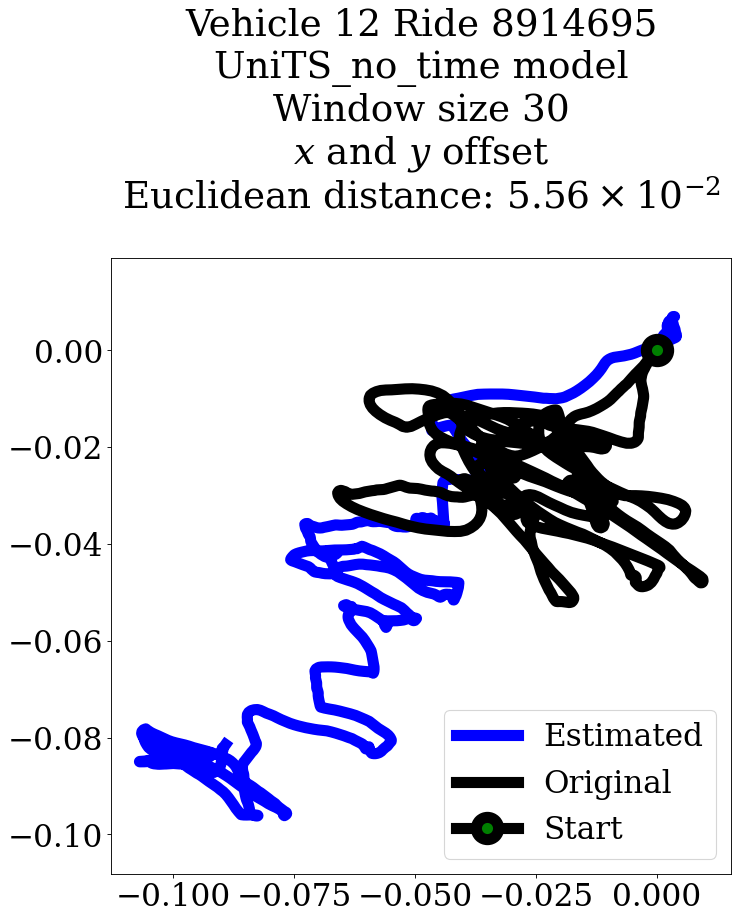 Vehicle 12 Ride 8914695
UniTS_no_time model
Window size 30
x and y offset
Euclidean distance: 5.56 × 10⁻²
0.00
−0.02
−0.04
−0.06
−0.08
−0.10
Estimated
Original
Start
−0.100 −0.075 −0.050 −0.025 0.000